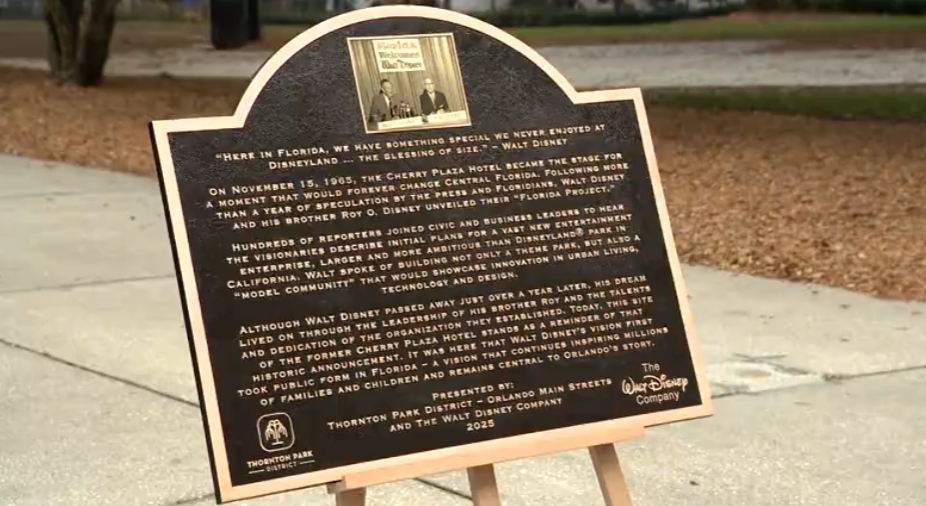 Florida
Welcomes
Walt Disney
“HERE IN FLORIDA, WE HAVE SOMETHING SPECIAL WE NEVER ENJOYED AT
DISNEYLAND ... THE BLESSING OF SIZE.” – WALT DISNEY
ON NOVEMBER 15, 1965, THE CHERRY PLAZA HOTEL BECAME THE STAGE FOR
A MOMENT THAT WOULD FOREVER CHANGE CENTRAL FLORIDA. FOLLOWING MORE
THAN A YEAR OF SPECULATION BY THE PRESS AND FLORIDIANS, WALT DISNEY
AND HIS BROTHER ROY O. DISNEY UNVEILED THEIR “FLORIDA PROJECT.”
HUNDREDS OF REPORTERS JOINED CIVIC AND BUSINESS LEADERS TO HEAR
THE VISIONARIES DESCRIBE INITIAL PLANS FOR A VAST NEW ENTERTAINMENT
ENTERPRISE, LARGER AND MORE AMBITIOUS THAN DISNEYLAND® PARK IN
CALIFORNIA. WALT SPOKE OF BUILDING NOT ONLY A THEME PARK, BUT ALSO A
“MODEL COMMUNITY” THAT WOULD SHOWCASE INNOVATION IN URBAN LIVING,
TECHNOLOGY AND DESIGN.
ALTHOUGH WALT DISNEY PASSED AWAY JUST OVER A YEAR LATER, HIS DREAM
LIVED ON THROUGH THE LEADERSHIP OF HIS BROTHER ROY AND THE TALENTS
AND DEDICATION OF THE ORGANIZATION THEY ESTABLISHED. TODAY, THIS SITE
OF THE FORMER CHERRY PLAZA HOTEL STANDS AS A REMINDER OF THAT
HISTORIC ANNOUNCEMENT. IT WAS HERE THAT WALT DISNEY'S VISION FIRST
TOOK PUBLIC FORM IN FLORIDA – A VISION THAT CONTINUES INSPIRING MILLIONS
OF FAMILIES AND CHILDREN AND REMAINS CENTRAL TO ORLANDO'S STORY.
PRESENTED BY:
THORNTON PARK DISTRICT – ORLANDO MAIN STREETS
AND THE WALT DISNEY COMPANY
2025
THORNTON PARK
DISTRICT
The
Walt Disney
Company